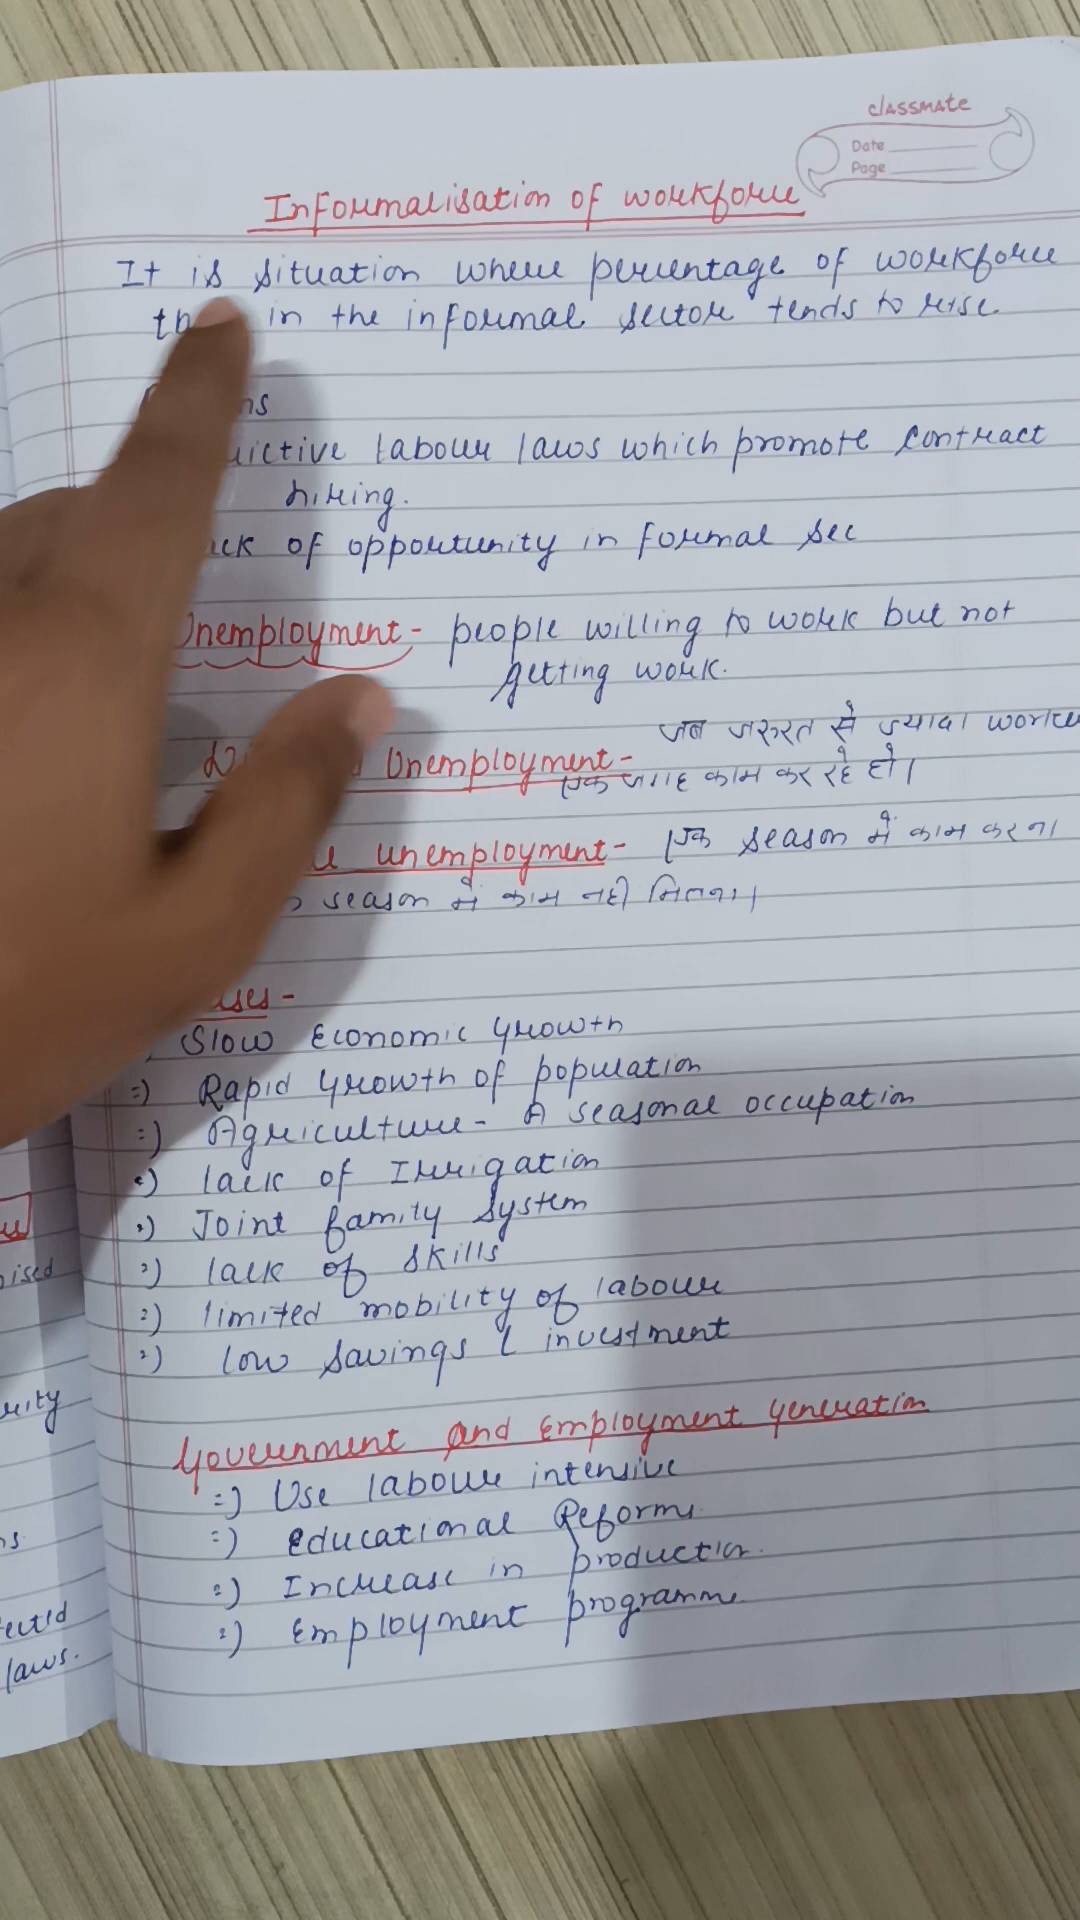 classmate
Date
Page
Informalisation of workforce
It is situation where percentage of workforce
in the informal sector tends to rise.
labour laws which promote contract
hiring.
of opportunity in formal sec
Unemployment - people willing to work but not
getting work.
जब जरुरत से ज्यादा
Unemployment -
एक जगह काम कर रहे हो।
unemployment - एक season में काम करना
season में काम नही मिलना।
Slow Economic growth
=) Rapid growth of population
=) Agriculture - A seasonal occupation
=) lack of Irrigation
=) Joint family System
=) lack of skills
=) limited mobility of labour
=) low savings & investment
Government and Employment generation
=) Use labour intensive
=) Educational Reforms
=) Increase in production.
=) Employment programme
laws.